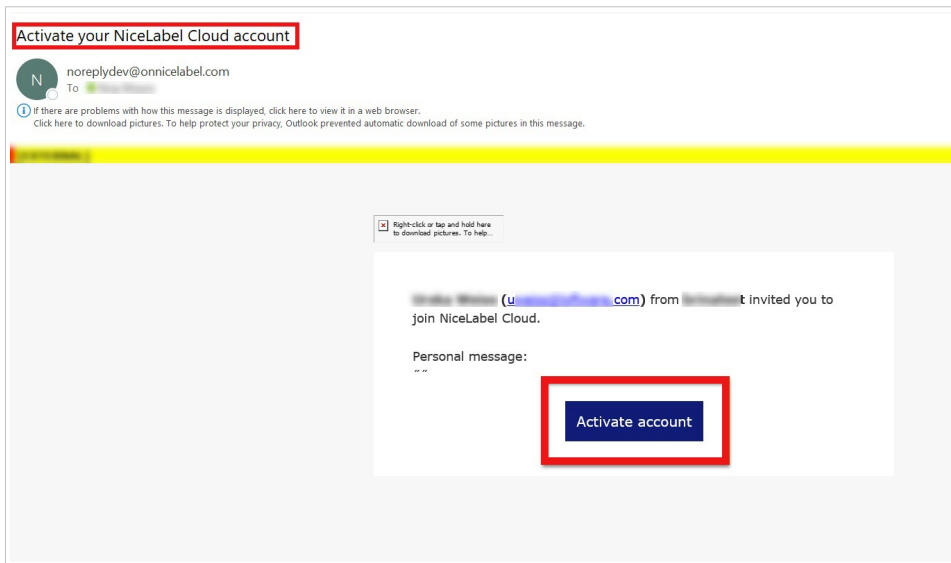 Activate your NiceLabel Cloud account
N
noreplydev@onnicelabel.com
To
If there are problems with how this message is displayed, click here to view it in a web browser.
Click here to download pictures. To help protect your privacy, Outlook prevented automatic download of some pictures in this message.
Right-click or tap and hold here
to download pictures. To help...
(u .com) from t invited you to
join NiceLabel Cloud.
Personal message:
""
Activate account